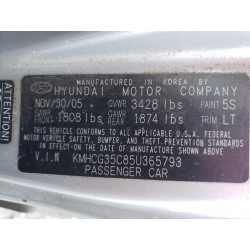 ATTENTION!
MANUFACTURED IN KOREA BY
HYUNDAI MOTOR COMPANY
NOV/30/05 GVWR 3428 lbs PAINT 5S
GAWR FRONT 1808 lbs GAWR REAR 1874 lbs TRIM LT
THIS VEHICLE CONFORMS TO ALL APPLICABLE U.S. FEDERAL
MOTOR VEHICLE SAFETY, BUMPER, AND THEFT PREVENTION
STANDARDS IN EFFECT ON THE DATE OF MANUFACTURE
SHOWN ABOVE.
V.I.N KMHCG35C85U365793
PASSENGER CAR